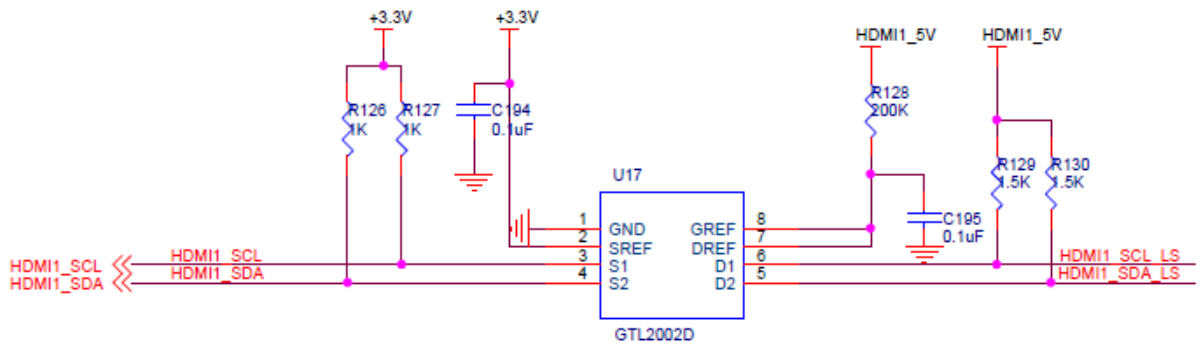 +3.3V
+3.3V
HDMI1_5V
HDMI1_5V
R126
1K
R127
1K
C194
0.1uF
R128
200K
R129
1.5K
R130
1.5K
U17
1
GND
2
SREF
3
S1
4
S2
GREF
8
DREF
7
D1
6
D2
5
C195
0.1uF
HDMI1_SCL
HDMI1_SCL
HDMI1_SDA
HDMI1_SDA
HDMI1_SCL_LS
HDMI1_SDA_LS
GTL2002D